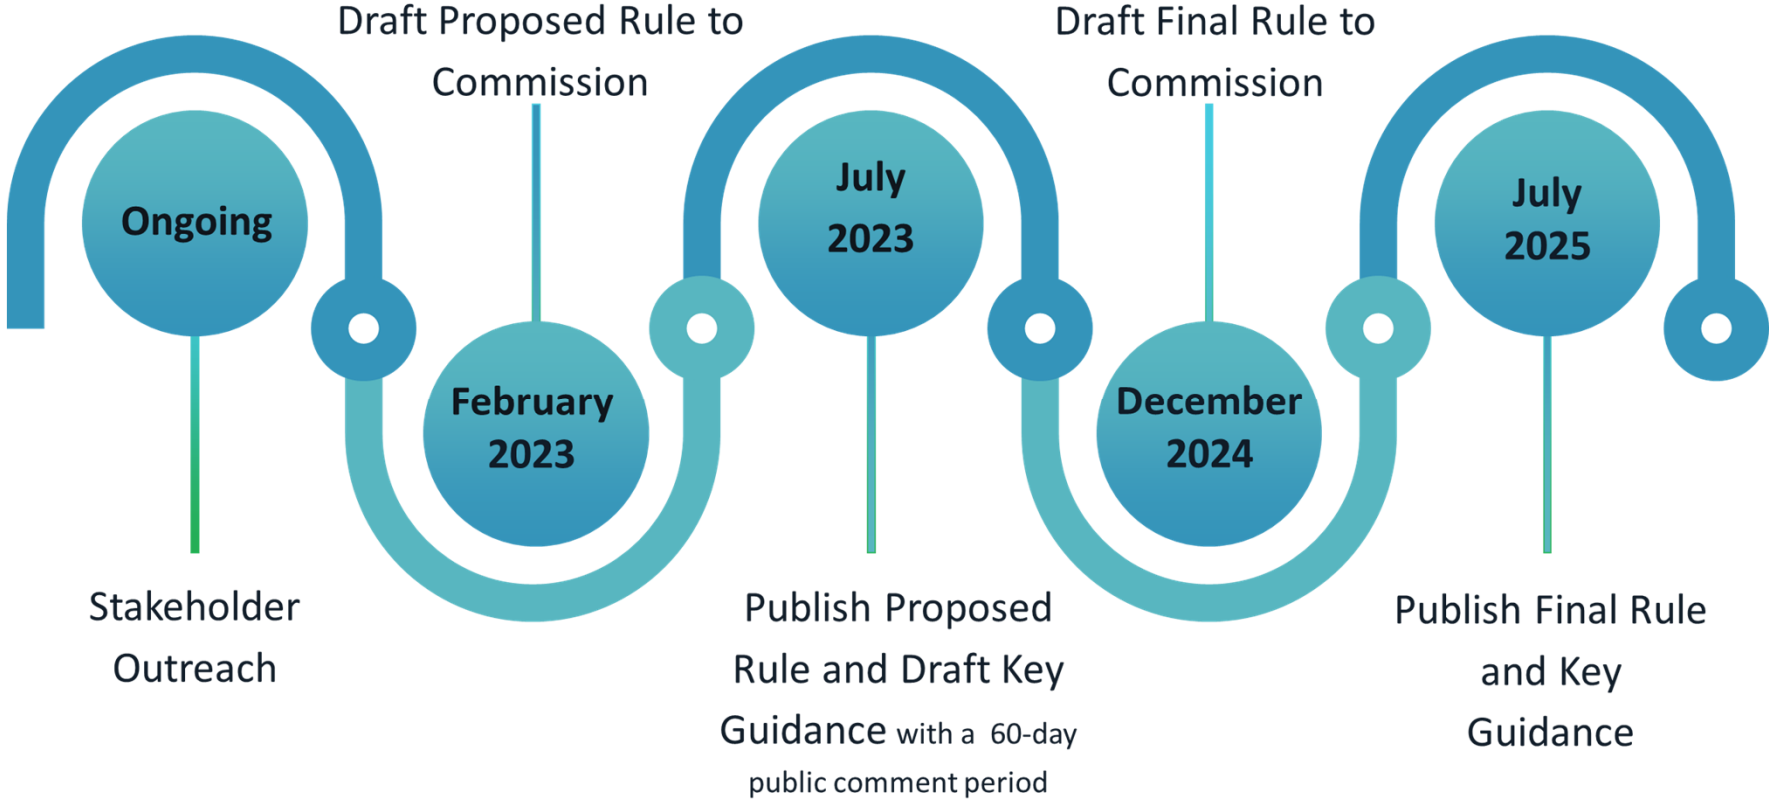 Ongoing
Stakeholder
Outreach
Draft Proposed Rule to
Commission
February
2023
July
2023
Publish Proposed
Rule and Draft Key
Guidance with a 60-day
public comment period
Draft Final Rule to
Commission
December
2024
July
2025
Publish Final Rule
and Key
Guidance